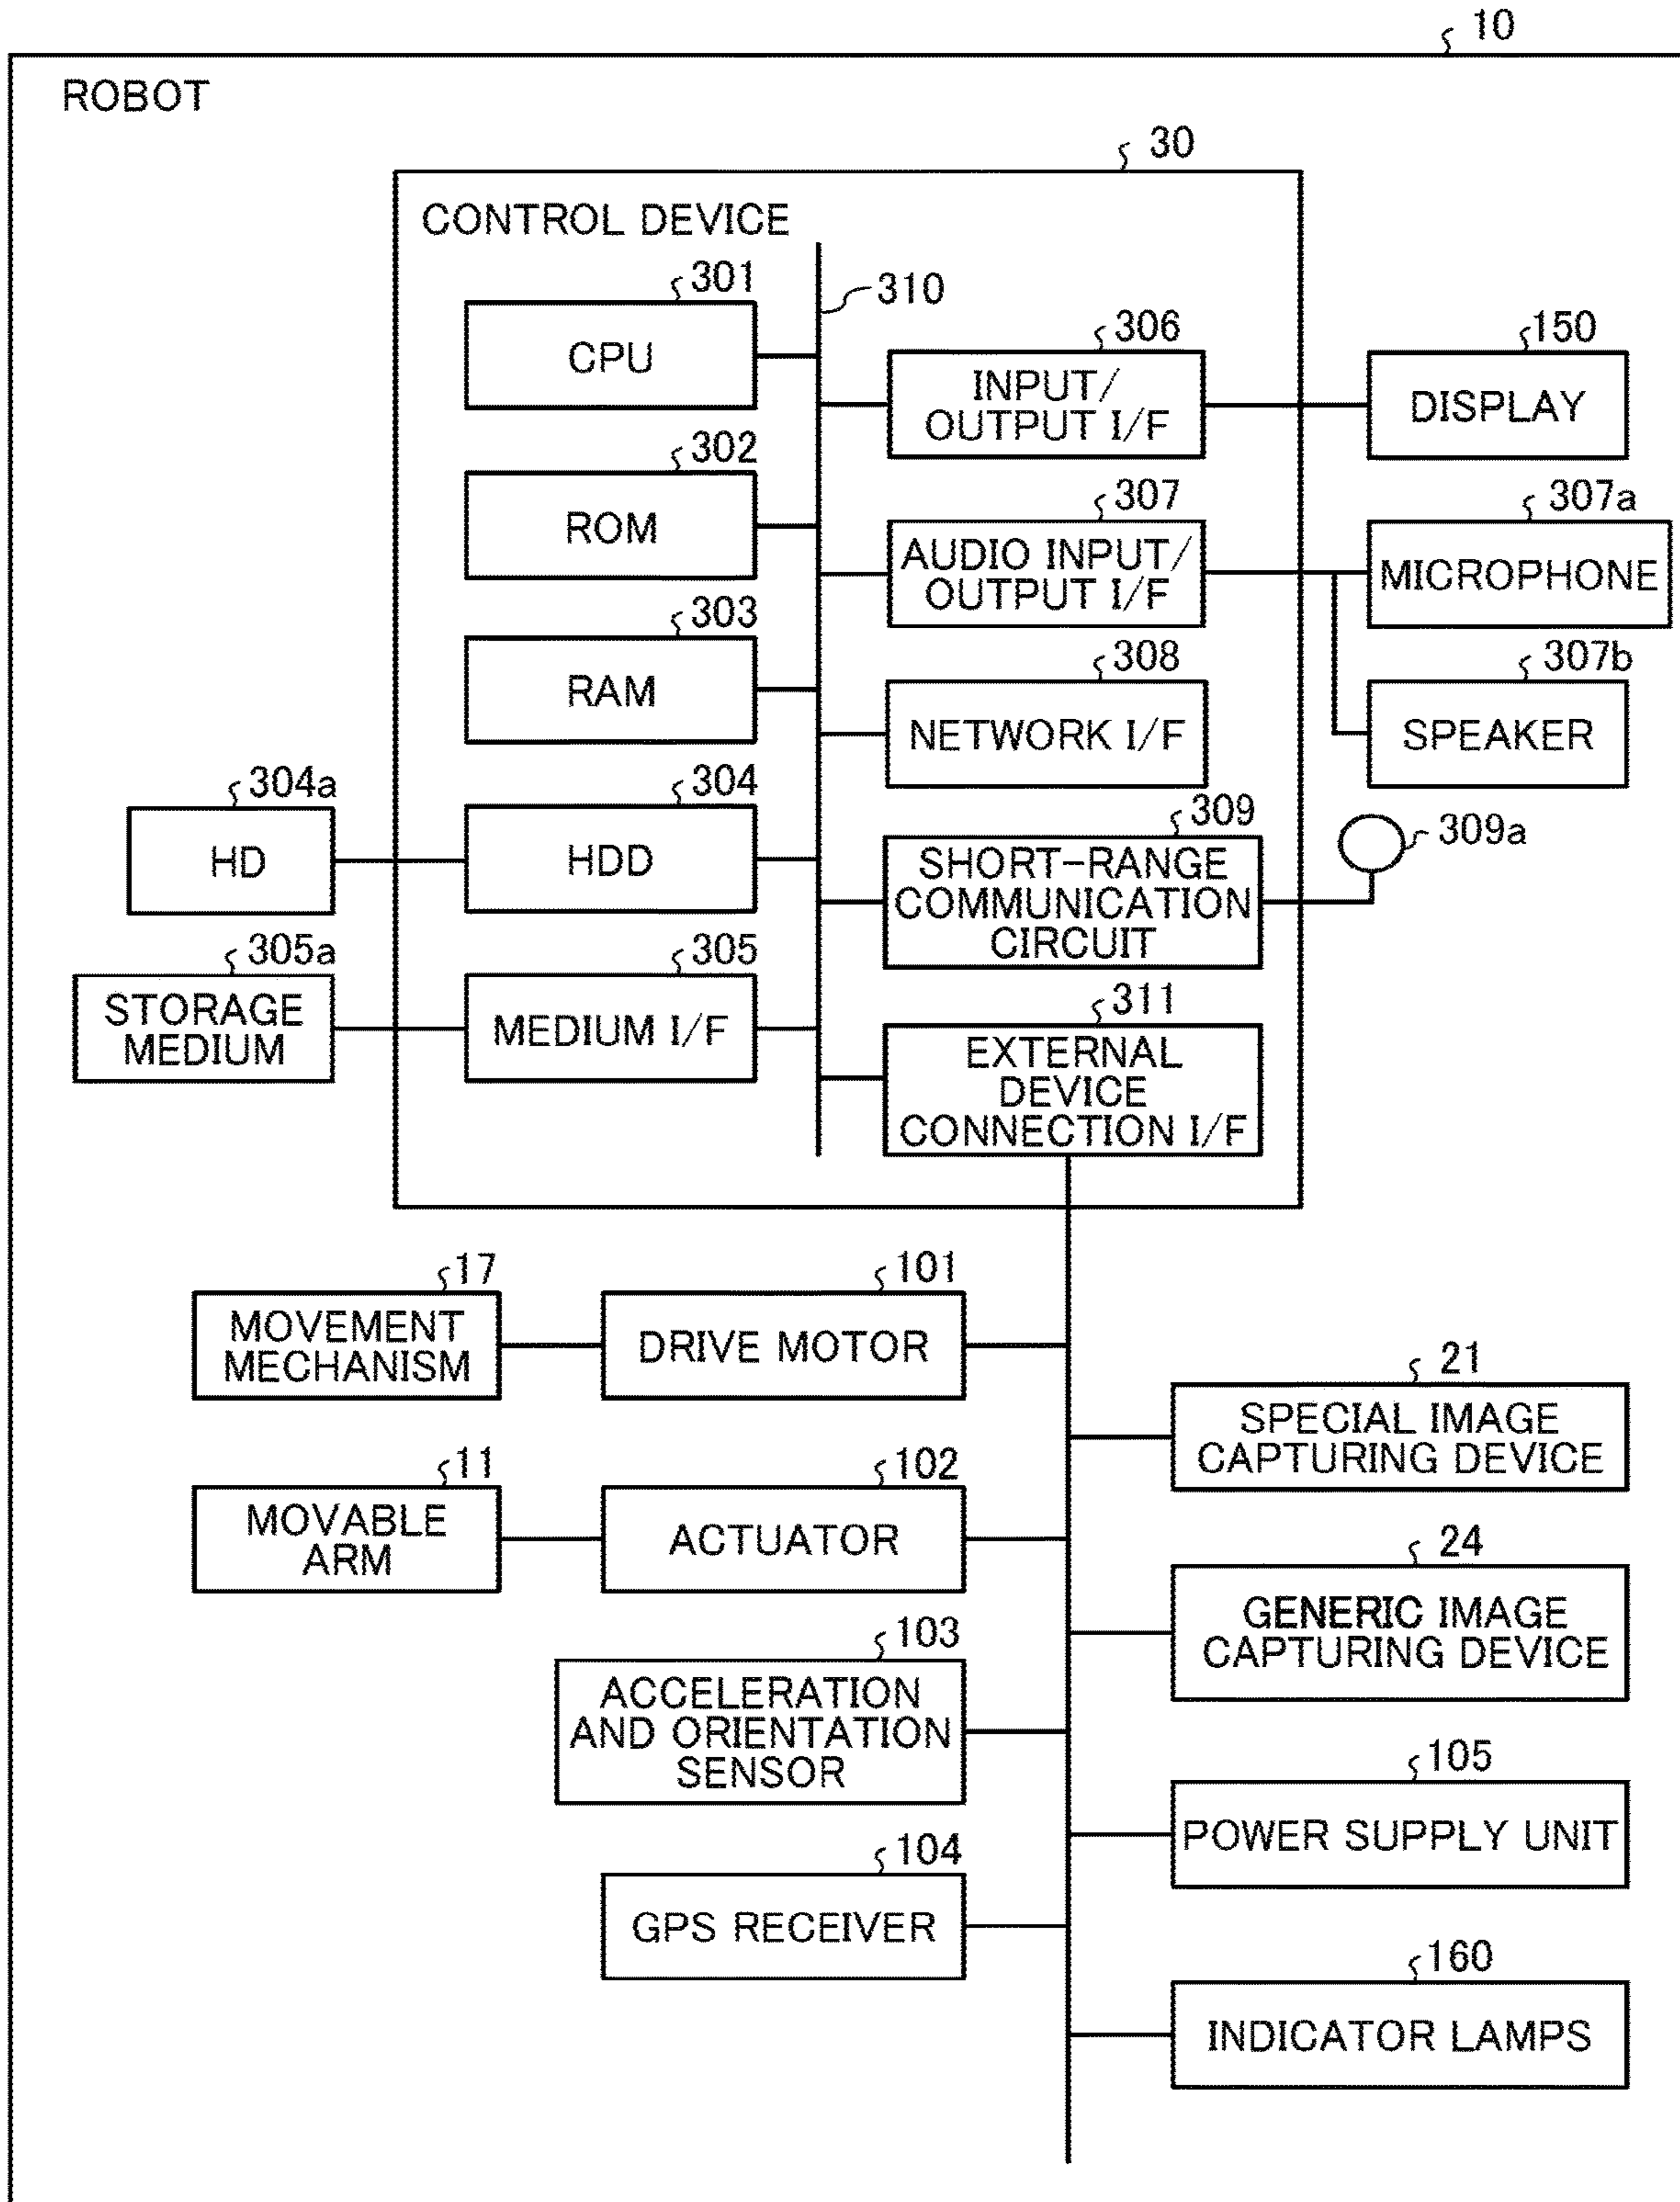 10
ROBOT
30
CONTROL DEVICE
301
CPU
310
306
INPUT/
OUTPUT I/F
150
DISPLAY
302
ROM
307
AUDIO INPUT/
OUTPUT I/F
307a
MICROPHONE
303
RAM
308
NETWORK I/F
307b
SPEAKER
304a
HD
304
HDD
309
SHORT-RANGE
COMMUNICATION
CIRCUIT
309a
305a
STORAGE
MEDIUM
305
MEDIUM I/F
311
EXTERNAL
DEVICE
CONNECTION I/F
17
MOVEMENT
MECHANISM
101
DRIVE MOTOR
21
SPECIAL IMAGE
CAPTURING DEVICE
11
MOVABLE
ARM
102
ACTUATOR
24
GENERIC IMAGE
CAPTURING DEVICE
103
ACCELERATION
AND ORIENTATION
SENSOR
105
POWER SUPPLY UNIT
104
GPS RECEIVER
160
INDICATOR LAMPS